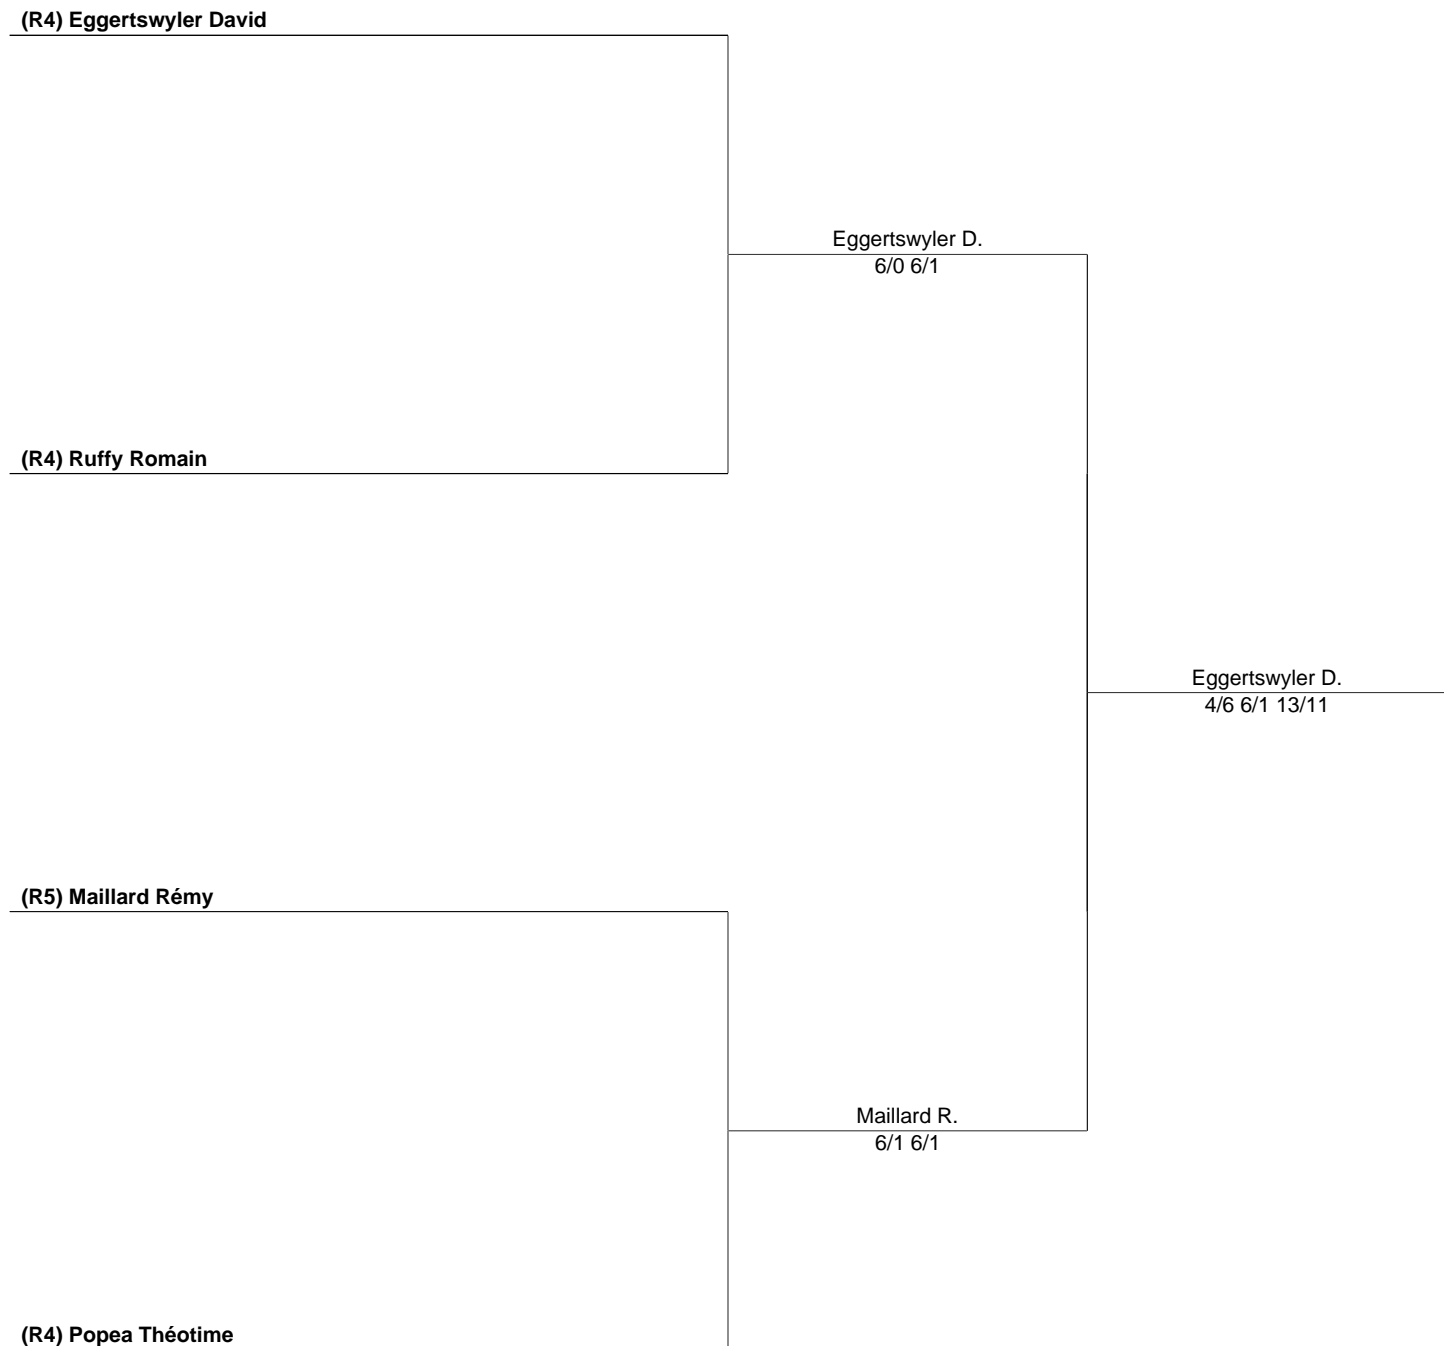 (R4) Eggertswyler David
Eggertswyler D.
6/0 6/1
(R4) Ruffy Romain
Eggertswyler D.
4/6 6/1 13/11
(R5) Maillard Rémy
Maillard R.
6/1 6/1
(R4) Popea Théotime